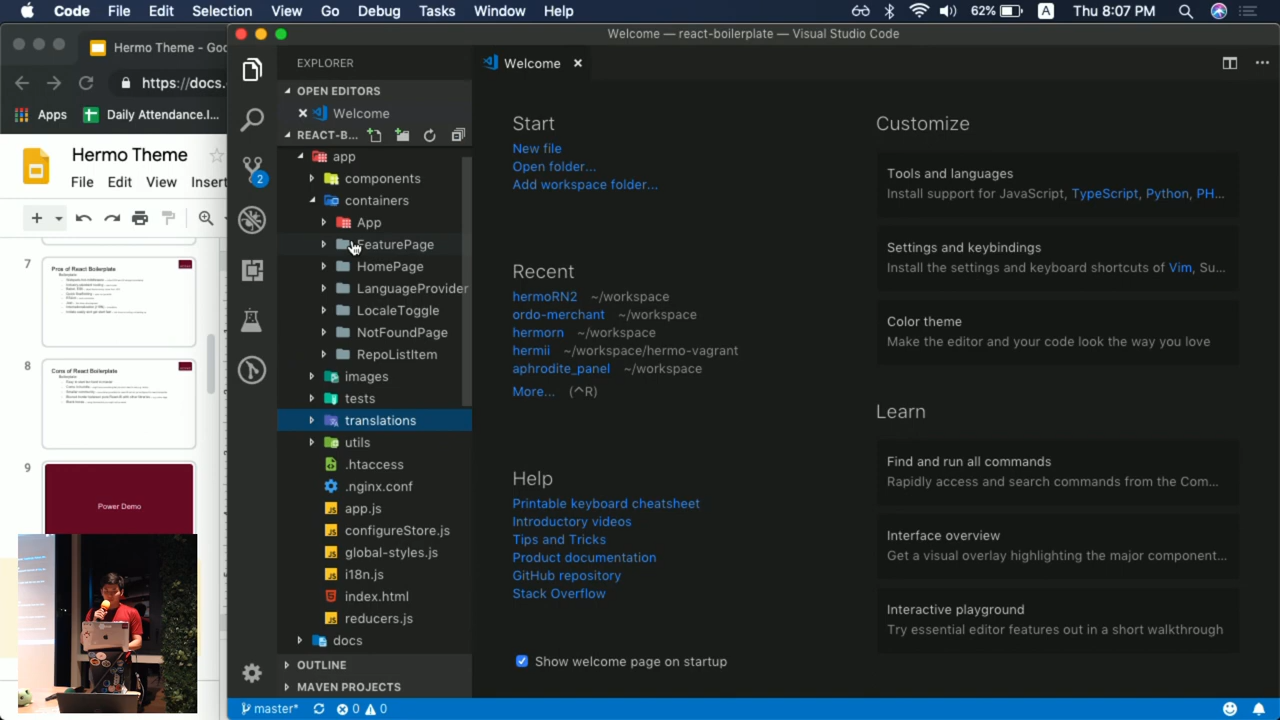 Code File Edit Selection View Go Debug Tasks Window Help
62% A Thu 8:07 PM
Hermo Theme - Goo
https://docs.
Apps Daily Attendance.l...
Hermo Theme
File Edit View Insert
7
Pros of React Boilerplate
8
Cons of React Boilerplate
9
Power Demo
Welcome — react-boilerplate — Visual Studio Code
EXPLORER
OPEN EDITORS
Welcome
REACT-B...
2
app
components
containers
App
FeaturePage
HomePage
LanguageProvider
LocaleToggle
NotFoundPage
RepoListItem
images
tests
translations
utils
.htaccess
.nginx.conf
app.js
configureStore.js
global-styles.js
i18n.js
index.html
reducers.js
docs
OUTLINE
MAVEN PROJECTS
Welcome
Start
New file
Open folder...
Add workspace folder...
Recent
hermoRN2 ~/workspace
ordo-merchant ~/workspace
hermorn ~/workspace
hermii ~/workspace/hermo-vagrant
aphrodite_panel ~/workspace
More... (^R)
Help
Printable keyboard cheatsheet
Introductory videos
Tips and Tricks
Product documentation
GitHub repository
Stack Overflow
Show welcome page on startup
Customize
Tools and languages
Install support for JavaScript, TypeScript, Python, PH...
Settings and keybindings
Install the settings and keyboard shortcuts of Vim, Su...
Color theme
Make the editor and your code look the way you love
Learn
Find and run all commands
Rapidly access and search commands from the Com...
Interface overview
Get a visual overlay highlighting the major component...
Interactive playground
Try essential editor features out in a short walkthrough
master* 0 0